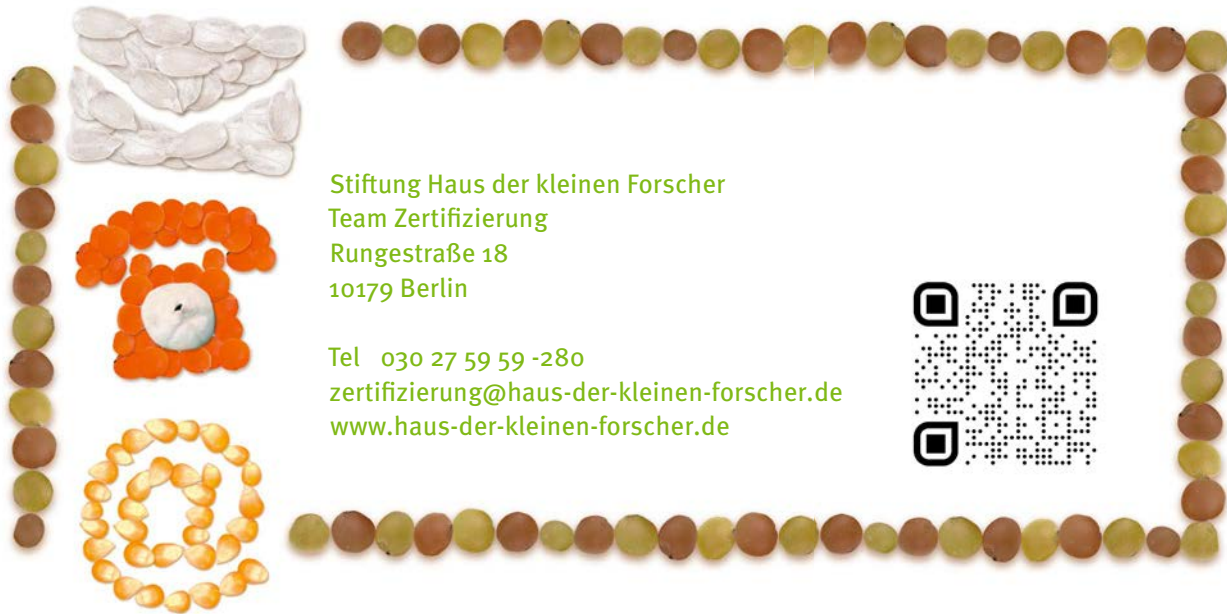 Stiftung Haus der kleinen Forscher
Team Zertifizierung
Rungestraße 18
10179 Berlin
Tel 030 27 59 59 -280
zertifizierung@haus-der-kleinen-forscher.de
www.haus-der-kleinen-forscher.de